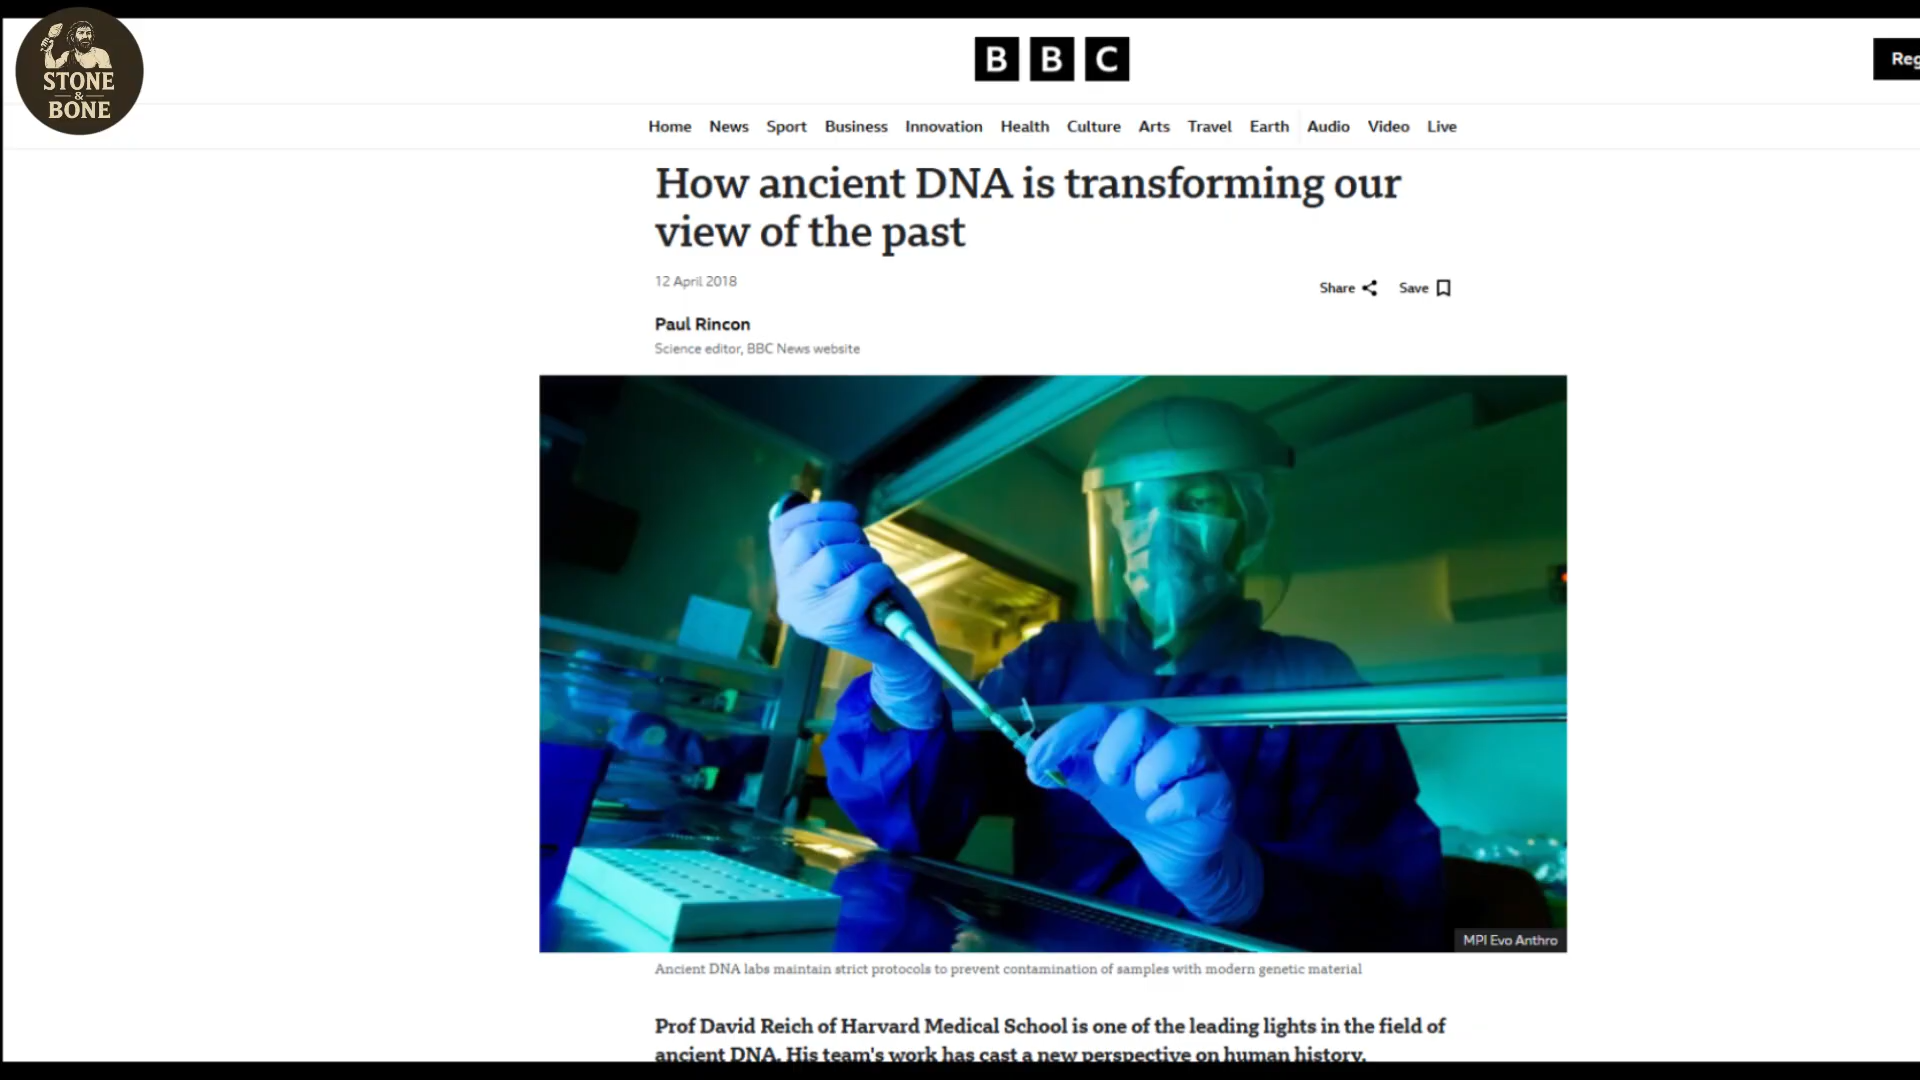 STONE
&
BONE
BBC
Reg
Home News Sport Business Innovation Health Culture Arts Travel Earth Audio Video Live
How ancient DNA is transforming our
view of the past
12 April 2018
Share Save
Paul Rincon
Science editor, BBC News website
MPI Evo Anthro
Ancient DNA labs maintain strict protocols to prevent contamination of samples with modern genetic material
Prof David Reich of Harvard Medical School is one of the leading lights in the field of
ancient DNA. His team's work has cast a new perspective on human history,